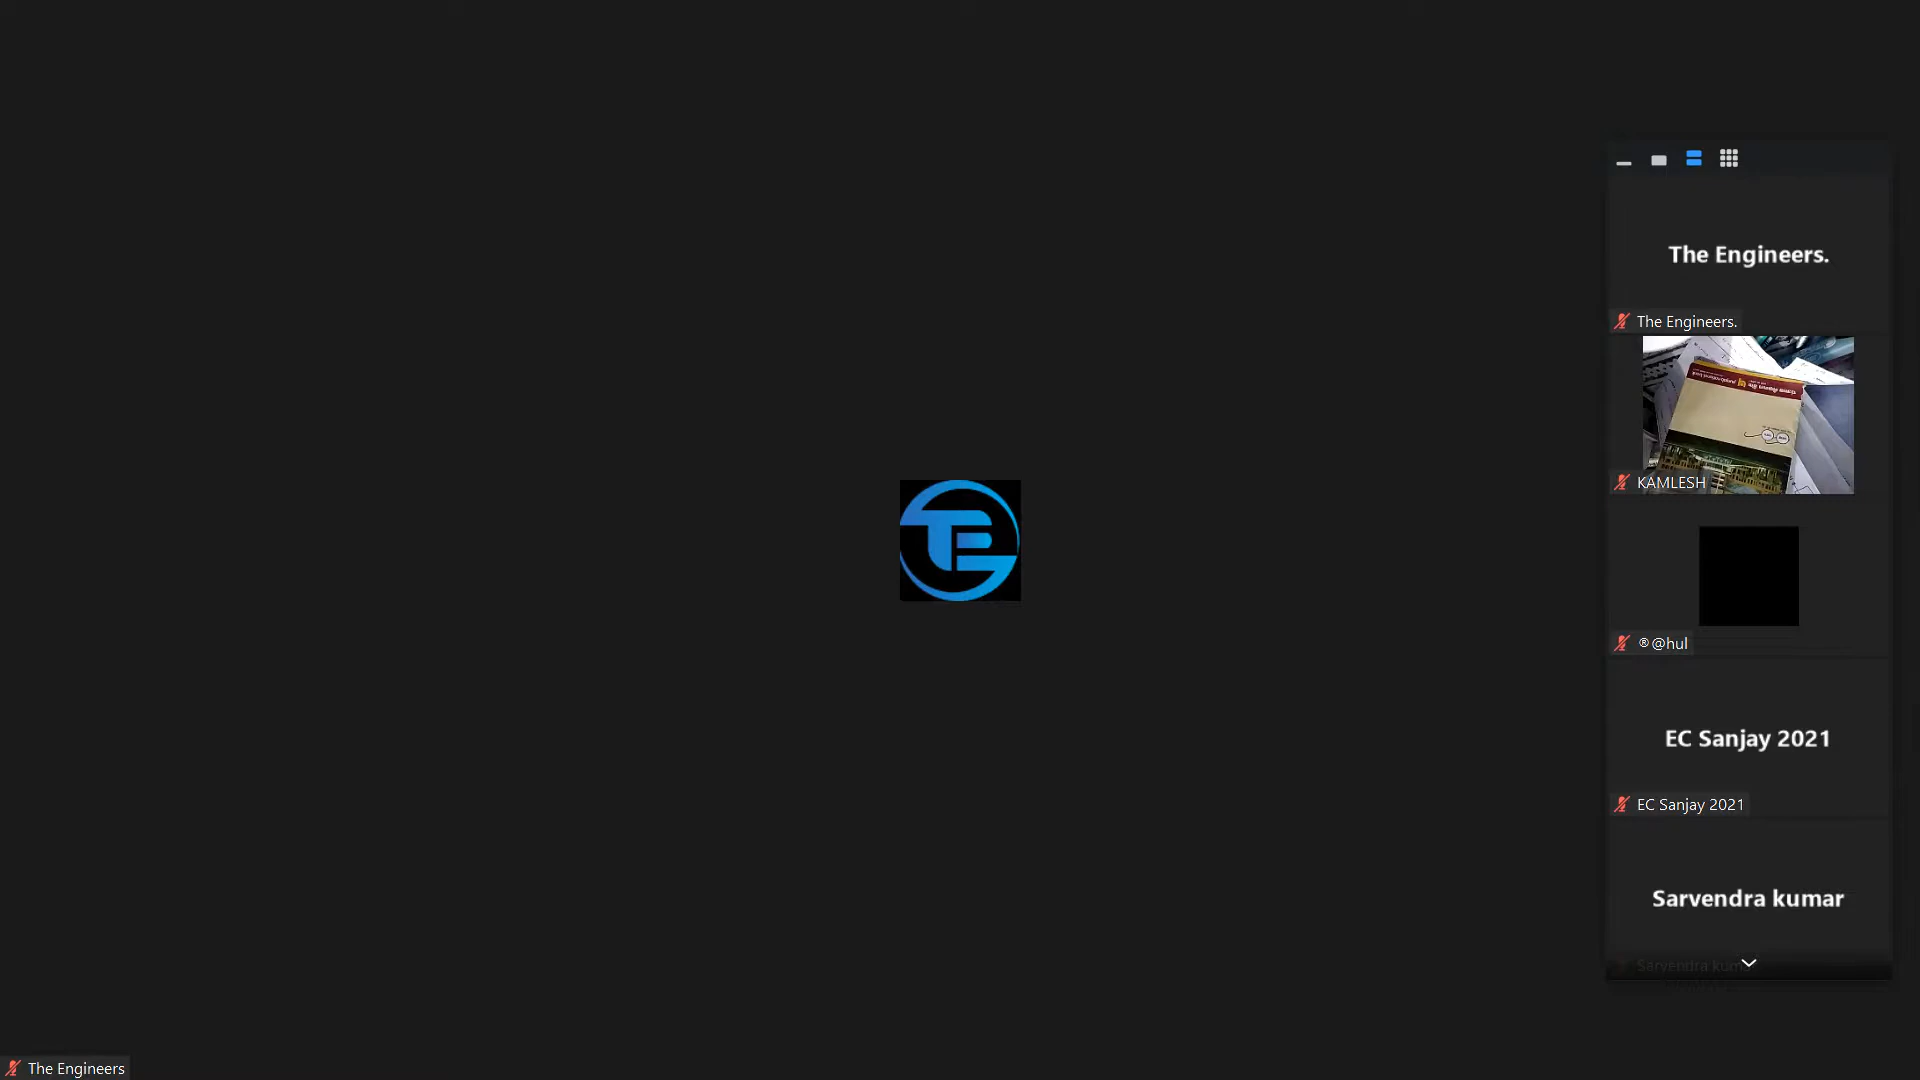 The Engineers.
The Engineers.
KAMLESH
®@hul
EC Sanjay 2021
EC Sanjay 2021
Sarvendra kumar
The Engineers